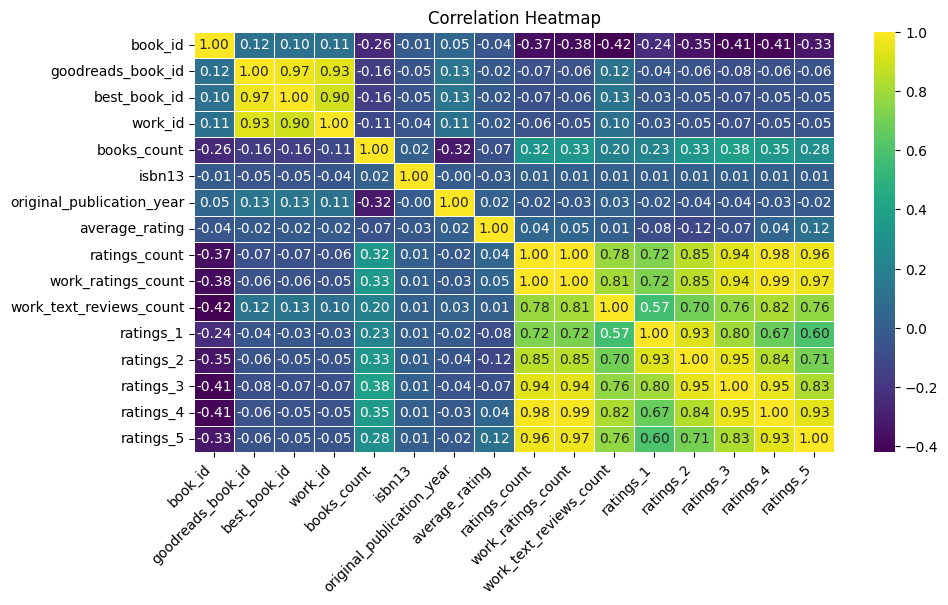 Correlation Heatmap
book_id 1.00 0.12 0.10 0.11 -0.26 -0.01 0.05 -0.04 -0.37 -0.38 -0.42 -0.24 -0.35 -0.41 -0.41 -0.33
goodreads_book_id 0.12 1.00 0.97 0.93 -0.16 -0.05 0.13 -0.02 -0.07 -0.06 0.12 -0.04 -0.06 -0.08 -0.06 -0.06
best_book_id 0.10 0.97 1.00 0.90 -0.16 -0.05 0.13 -0.02 -0.07 -0.06 0.13 -0.03 -0.05 -0.07 -0.05 -0.05
work_id 0.11 0.93 0.90 1.00 -0.11 -0.04 0.11 -0.02 -0.06 -0.05 0.10 -0.03 -0.05 -0.07 -0.05 -0.05
books_count -0.26 -0.16 -0.16 -0.11 1.00 0.02 -0.32 -0.07 0.32 0.33 0.20 0.23 0.33 0.38 0.35 0.28
isbn13 -0.01 -0.05 -0.05 -0.04 0.02 1.00 -0.00 -0.03 0.01 0.01 0.01 0.01 0.01 0.01 0.01 0.01
original_publication_year 0.05 0.13 0.13 0.11 -0.32 -0.00 1.00 0.02 -0.02 -0.03 0.03 -0.02 -0.04 -0.04 -0.03 -0.02
average_rating -0.04 -0.02 -0.02 -0.02 -0.07 -0.03 0.02 1.00 0.04 0.05 0.01 -0.08 -0.12 -0.07 0.04 0.12
ratings_count -0.37 -0.07 -0.07 -0.06 0.32 0.01 -0.02 0.04 1.00 1.00 0.78 0.72 0.85 0.94 0.98 0.96
work_ratings_count -0.38 -0.06 -0.06 -0.05 0.33 0.01 -0.03 0.05 1.00 1.00 0.81 0.72 0.85 0.94 0.99 0.97
work_text_reviews_count -0.42 0.12 0.13 0.10 0.20 0.01 0.03 0.01 0.78 0.81 1.00 0.57 0.70 0.76 0.82 0.76
ratings_1 -0.24 -0.04 -0.03 -0.03 0.23 0.01 -0.02 -0.08 0.72 0.72 0.57 1.00 0.93 0.80 0.67 0.60
ratings_2 -0.35 -0.06 -0.05 -0.05 0.33 0.01 -0.04 -0.12 0.85 0.85 0.70 0.93 1.00 0.95 0.84 0.71
ratings_3 -0.41 -0.08 -0.07 -0.07 0.38 0.01 -0.04 -0.07 0.94 0.94 0.76 0.80 0.95 1.00 0.95 0.83
ratings_4 -0.41 -0.06 -0.05 -0.05 0.35 0.01 -0.03 0.04 0.98 0.99 0.82 0.67 0.84 0.95 1.00 0.93
ratings_5 -0.33 -0.06 -0.05 -0.05 0.28 0.01 -0.02 0.12 0.96 0.97 0.76 0.60 0.71 0.83 0.93 1.00
book_id
goodreads_book_id
best_book_id
work_id
books_count
isbn13
original_publication_year
average_rating
ratings_count
work_ratings_count
work_text_reviews_count
ratings_1
ratings_2
ratings_3
ratings_4
ratings_5
1.0
0.8
0.6
0.4
0.2
0.0
−0.2
−0.4